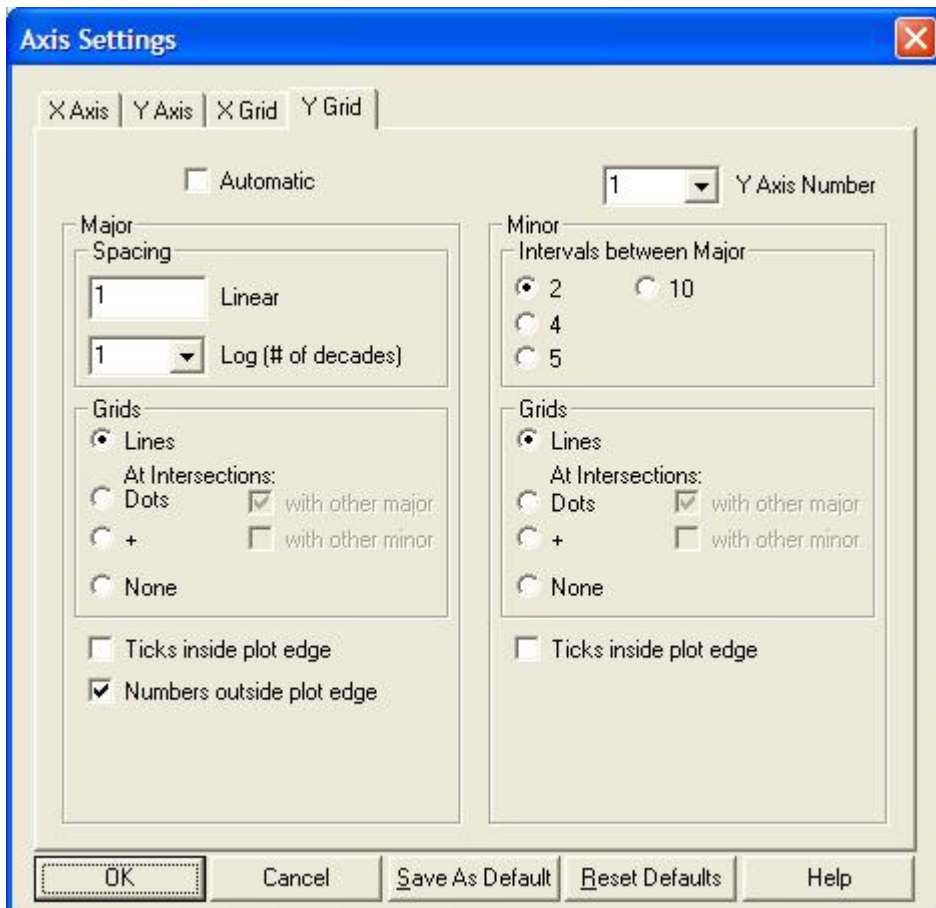 Axis Settings
X Axis Y Axis X Grid Y Grid
Automatic
1 Y Axis Number
Major
Spacing
1 Linear
1 Log (# of decades)
Grids
Lines
At Intersections:
Dots with other major
+ with other minor
None
Ticks inside plot edge
Numbers outside plot edge
Minor
Intervals between Major
2 10
4
5
Grids
Lines
At Intersections:
Dots with other major
+ with other minor
None
Ticks inside plot edge
OK Cancel Save As Default Reset Defaults Help